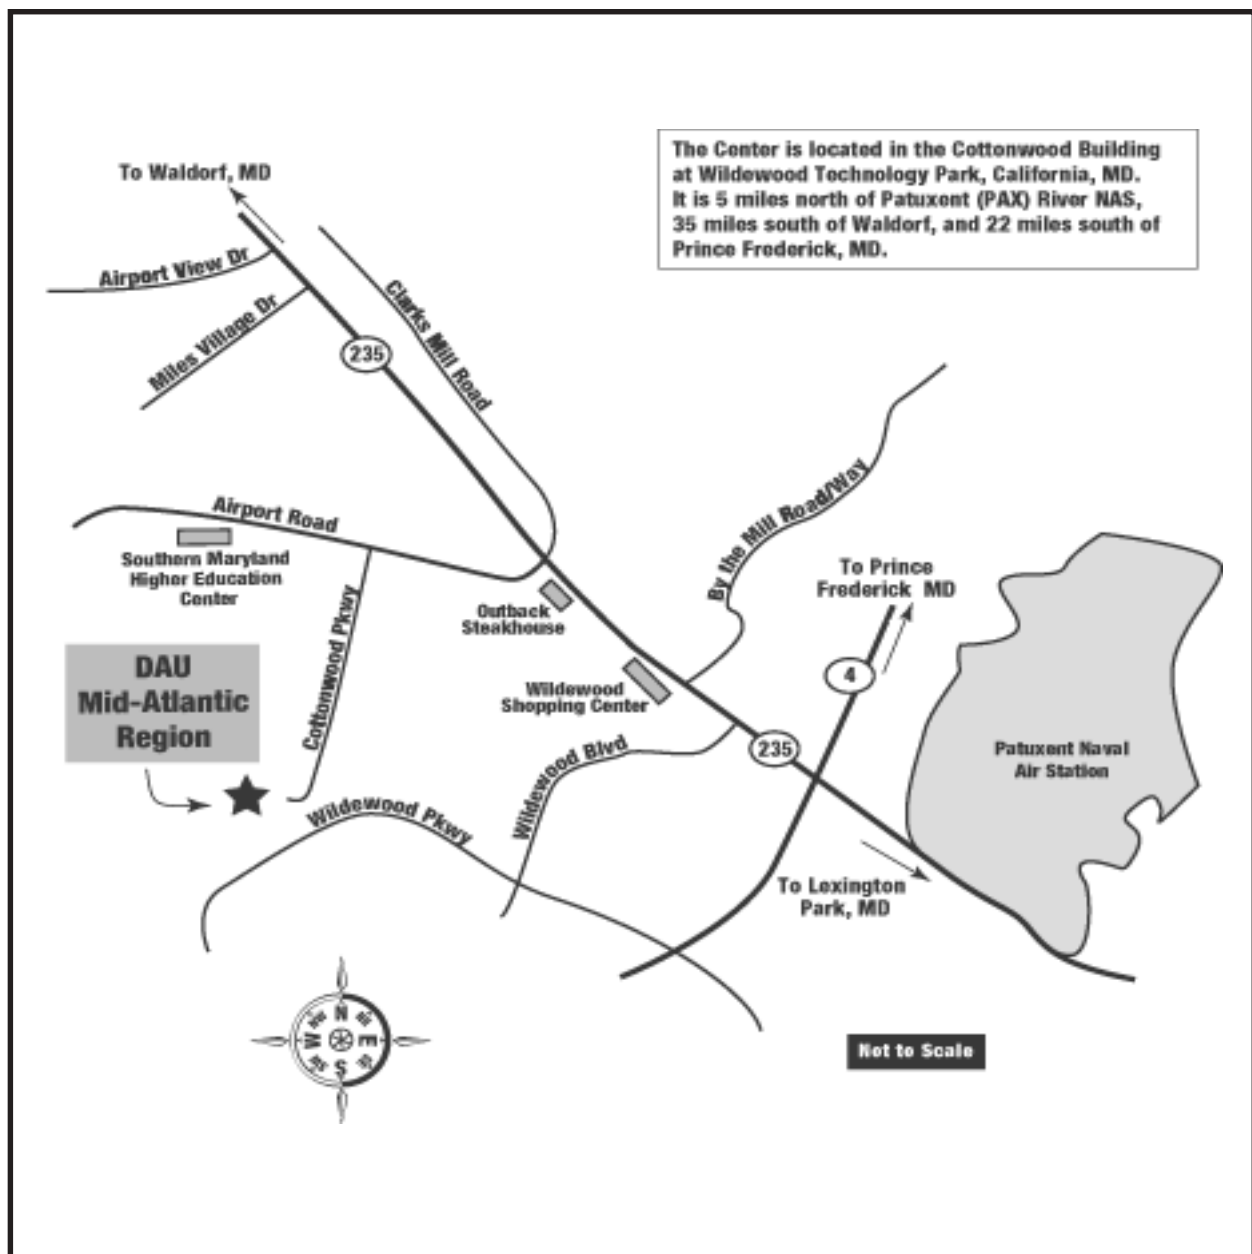 To Waldorf, MD
The Center is located in the Cottonwood Building
at Wildewood Technology Park, California, MD.
It is 5 miles north of Patuxent (PAX) River NAS,
35 miles south of Waldorf, and 22 miles south of
Prince Frederick, MD.
Airport View Dr
Miles Village Dr
235
Clarks Mill Road
By the Mill Road/Way
Airport Road
Southern Maryland
Higher Education
Center
Cottonwood Pkwy
Outback
Steakhouse
To Prince
Frederick MD
4
DAU
Mid-Atlantic
Region
Wildewood
Shopping Center
235
Patuxent Naval
Air Station
Wildewood Blvd
Wildewood Pkwy
To Lexington
Park, MD
N
NE
E
SE
S
SW
W
NW
Not to Scale